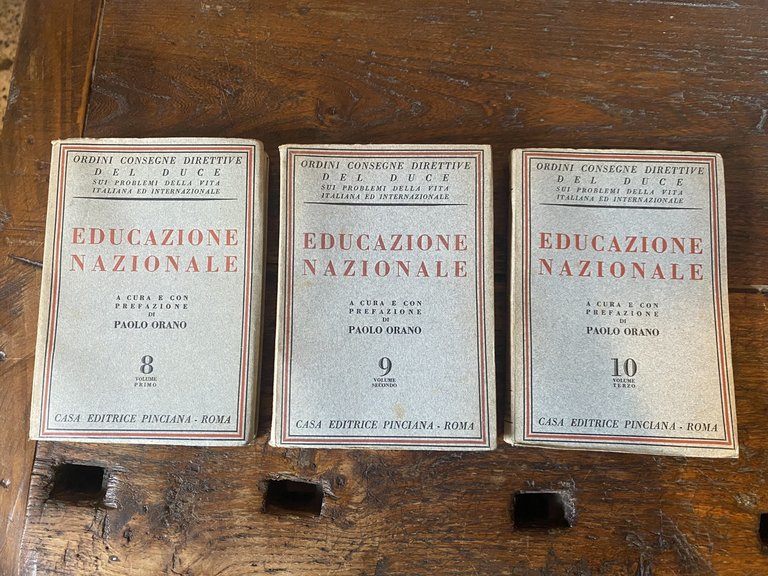 ORDINI CONSEGNE DIRETTIVE
DEL DUCE
SUI PROBLEMI DELLA VITA
ITALIANA ED INTERNAZIONALE
EDUCAZIONE
NAZIONALE
A CURA E CON
PREFAZIONE
DI
PAOLO ORANO
8
VOLUME
PRIMO
CASA EDITRICE PINCIANA - ROMA
ORDINI CONSEGNE DIRETTIVE
DEL DUCE
SUI PROBLEMI DELLA VITA
ITALIANA ED INTERNAZIONALE
EDUCAZIONE
NAZIONALE
A CURA E CON
PREFAZIONE
DI
PAOLO ORANO
9
VOLUME
SECONDO
CASA EDITRICE PINCIANA - ROMA
ORDINI CONSEGNE DIRETTIVE
DEL DUCE
SUI PROBLEMI DELLA VITA
ITALIANA ED INTERNAZIONALE
EDUCAZIONE
NAZIONALE
A CURA E CON
PREFAZIONE
DI
PAOLO ORANO
10
VOLUME
TERZO
CASA EDITRICE PINCIANA - ROMA